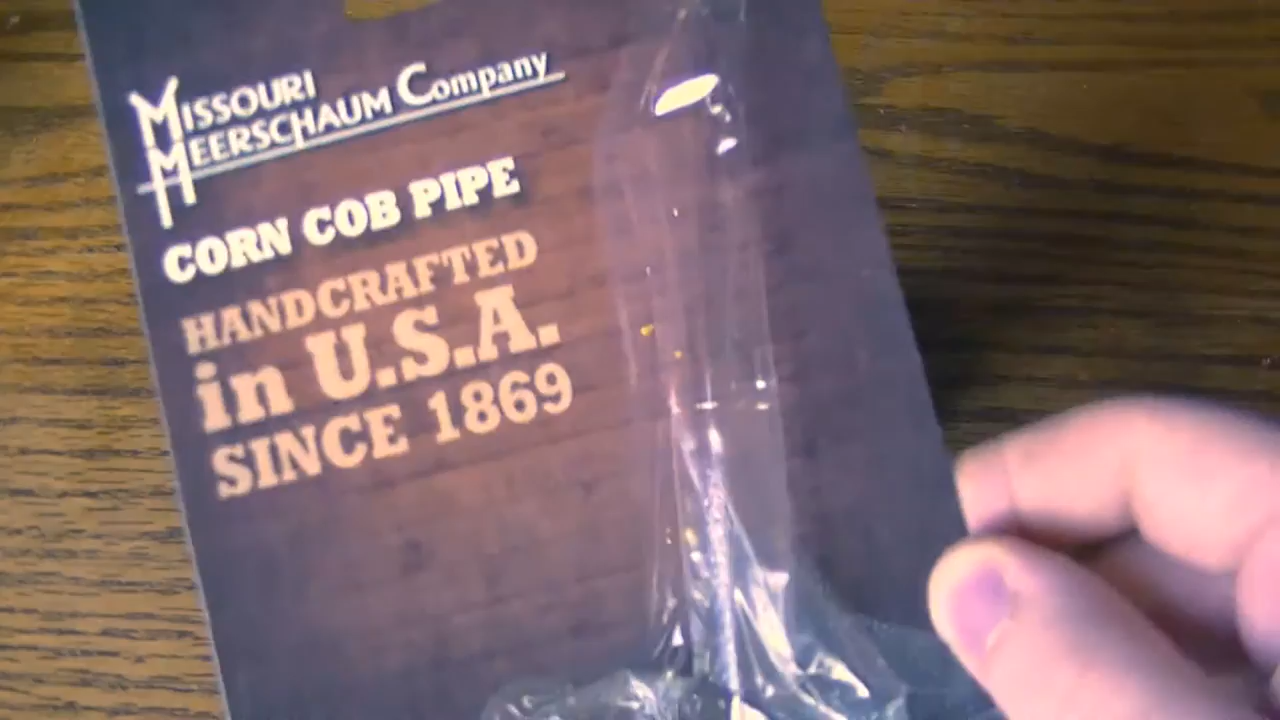 MISSOURI
MEERSCHAUM COMPANY
CORN COB PIPE
HANDCRAFTED
in U.S.A.
SINCE 1869